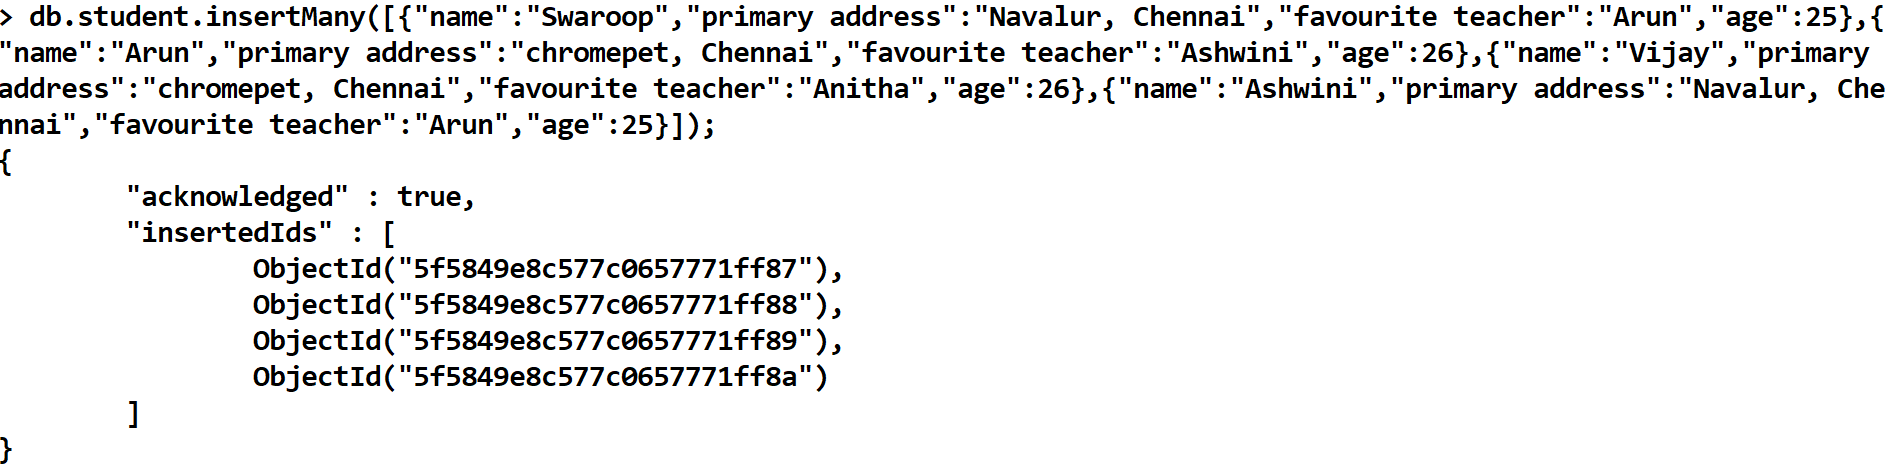 > db.student.insertMany([{"name":"Swaroop","primary address":"Navalur, Chennai","favourite teacher":"Arun","age":25},{
"name":"Arun","primary address":"chromepet, Chennai","favourite teacher":"Ashwini","age":26},{"name":"Vijay","primary
address":"chromepet, Chennai","favourite teacher":"Anitha","age":26},{"name":"Ashwini","primary address":"Navalur, Che
nnai","favourite teacher":"Arun","age":25}]);
{
        "acknowledged" : true,
        "insertedIds" : [
                ObjectId("5f5849e8c577c0657771ff87"),
                ObjectId("5f5849e8c577c0657771ff88"),
                ObjectId("5f5849e8c577c0657771ff89"),
                ObjectId("5f5849e8c577c0657771ff8a")
        ]
}